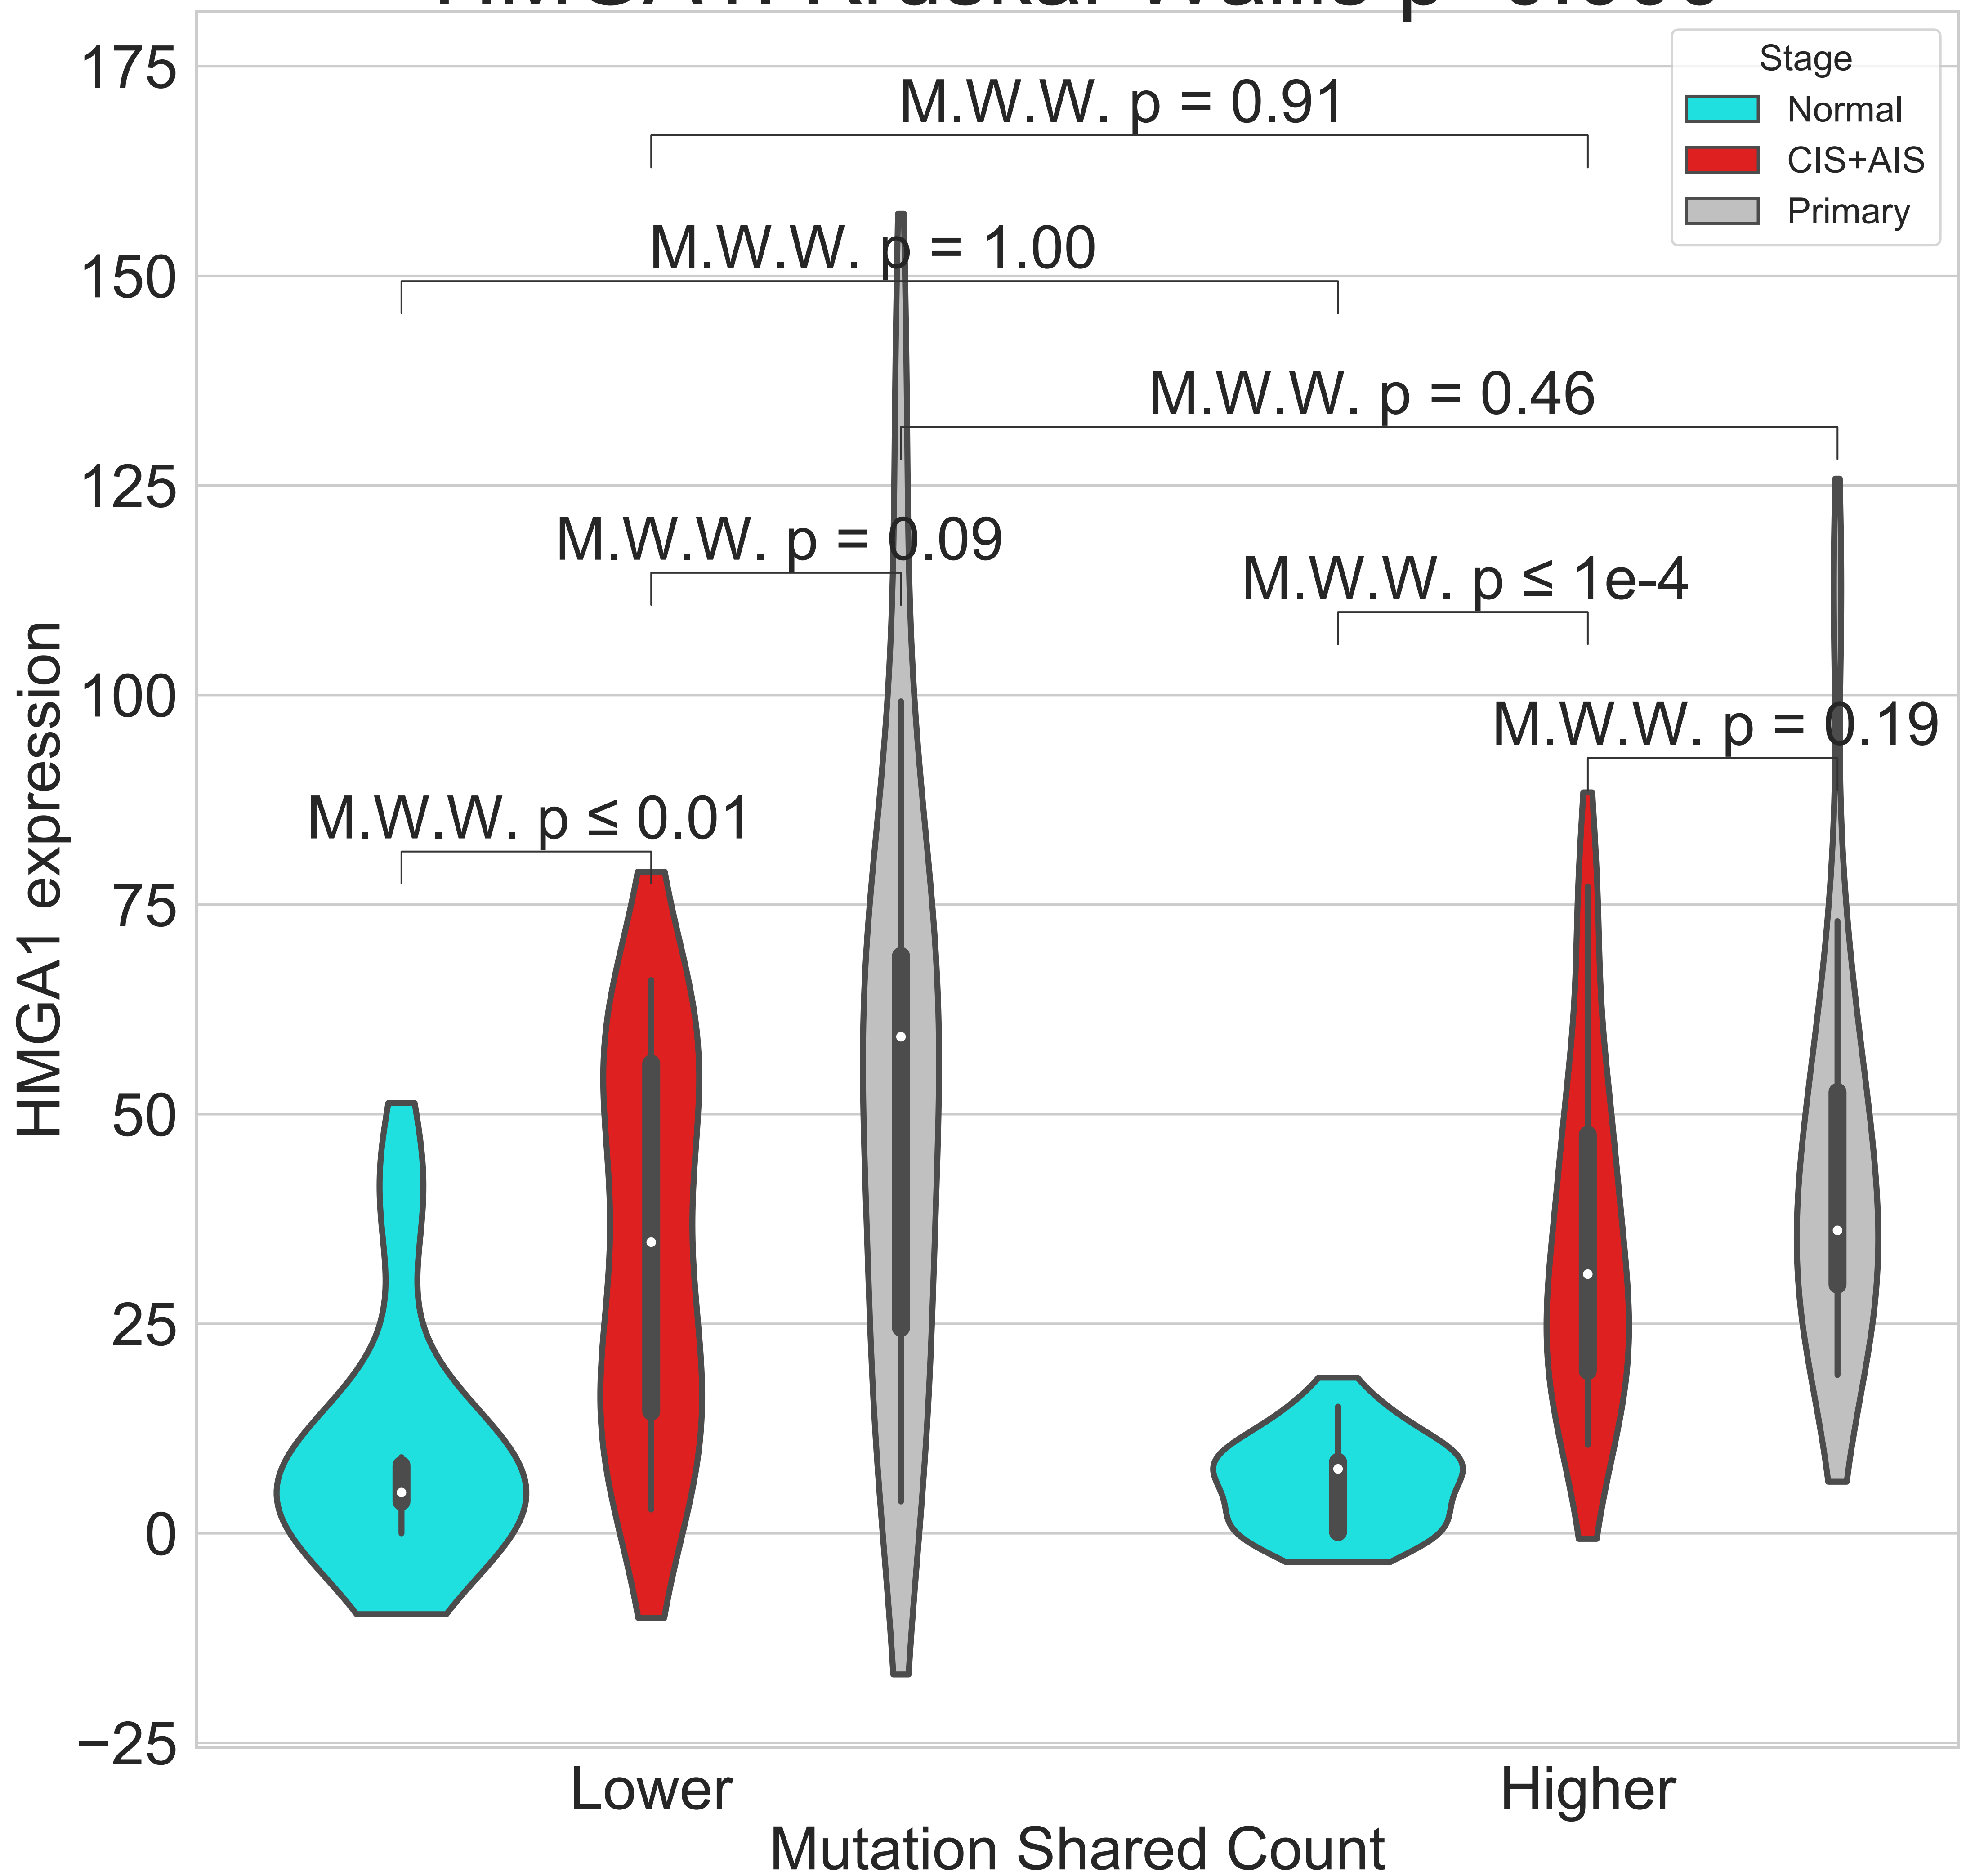 175
150
125
100
75
50
25
0
−25
HMGA1 expression
Stage
Normal
CIS+AIS
Primary
M.W.W. p = 0.91
M.W.W. p = 1.00
M.W.W. p = 0.46
M.W.W. p = 0.09
M.W.W. p ≤ 1e-4
M.W.W. p = 0.19
M.W.W. p ≤ 0.01
Lower
Higher
Mutation Shared Count